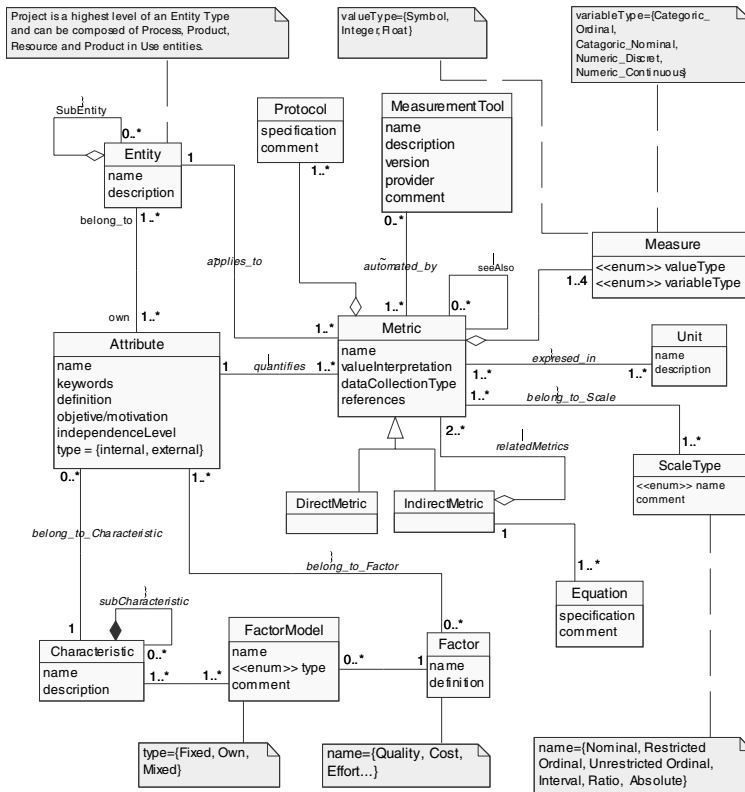 Project is highest level of an Entity Type
and can be composed of Process, Product,
Resource and Product in Use entities.
valueType={Symbol,
Integer,Float}
variableType={Categoric_
Ordinal,
Catagoric_Nominal,
Numeric_Discret,
Numeric_Continuous}
SubEntity
0..*
Entity
name
description
1
Protocol
specification
comment
1..*
MeasurementTool
name
description
version
provider
comment
0..*
belong_to
1..*
applies_to
automated_by
seeAlso
Measure
<<enum>> valueType
<<enum>> variableType
1..4
own
1..*
1..*
1..*
0..*
Attribute
name
keywords
definition
objetive/motivation
independenceLevel
type = {internal, external}
1
quantifies
1..*
Metric
name
valueInterpretation
dataCollectionType
references
expresed_in
1..*
1..*
Unit
name
description
1..*
belong_to_Scale
1..*
2..*
relatedMetrics
ScaleType
<<enum>> name
comment
0..*
1..*
DirectMetric
IndirectMetric
1
1..*
belong_to_Characteristic
belong_to_Factor
Equation
specification
comment
subCharacteristic
1
0..*
Characteristic
name
description
1..*
1..*
FactorModel
name
<<enum>> type
comment
0..*
1
0..*
Factor
name
definition
type={Fixed, Own,
Mixed}
name={Quality, Cost,
Effort...}
name={Nominal, Restricted
Ordinal, Unrestricted Ordinal,
Interval, Ratio, Absolute}